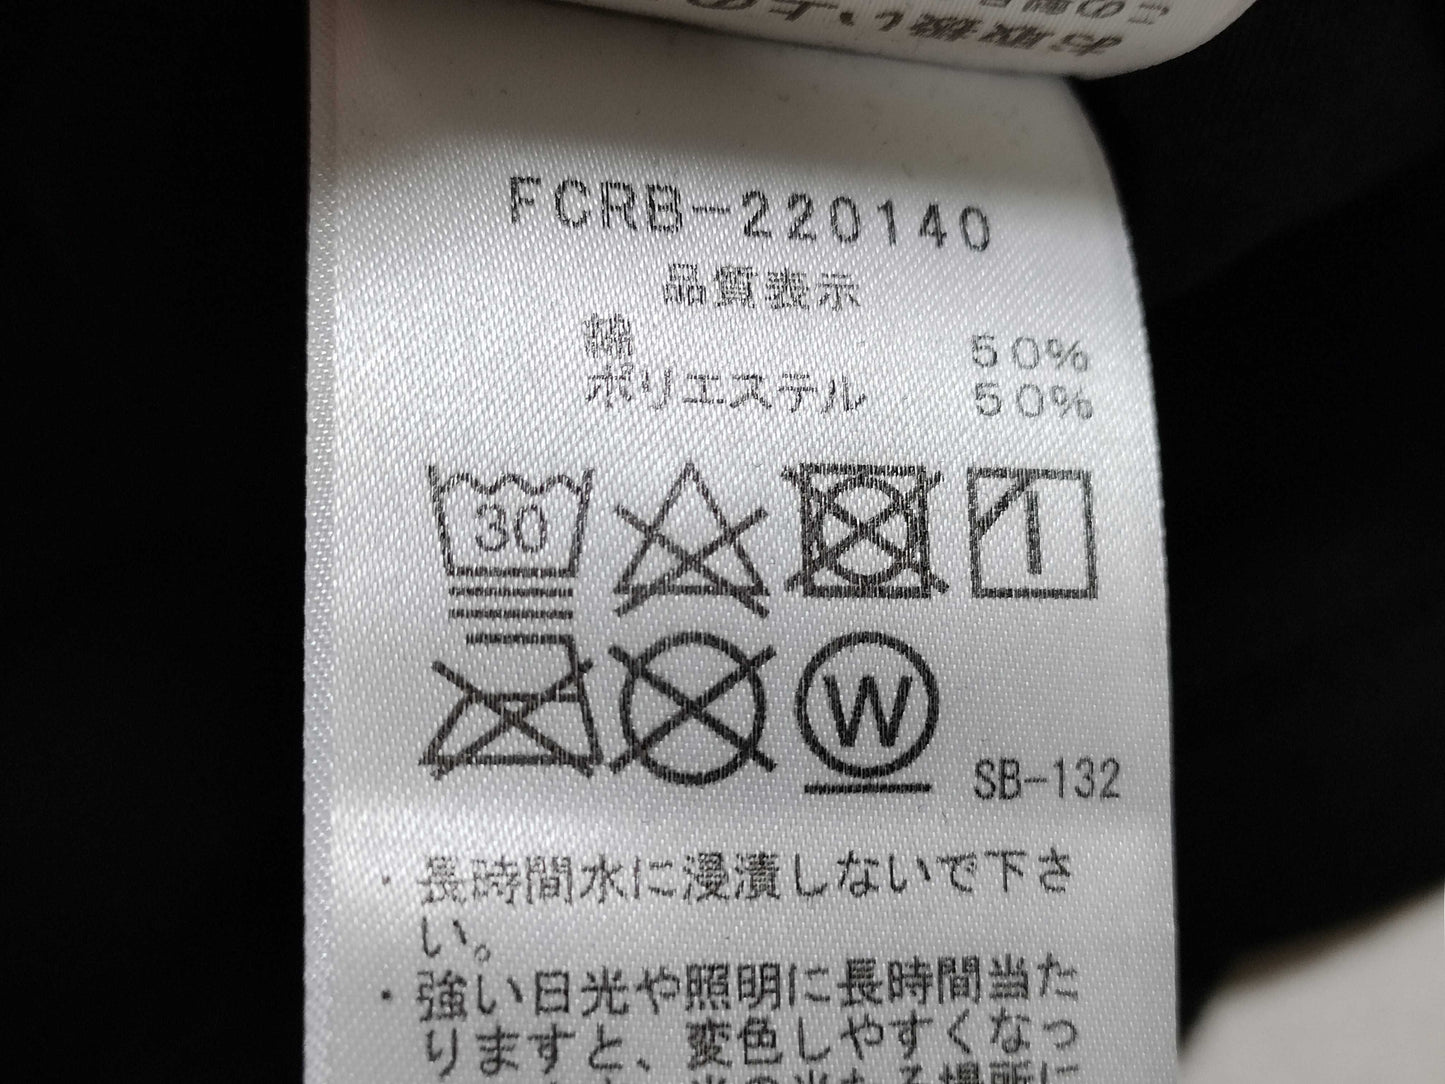 FCRB-220140
品質表示
綿 50%
ポリエステル 50%
30
W
SB-132
・長時間水に浸漬しないで下さ
い。
・強い日光や照明に長時間当た
りますと、変色しやすくなっ